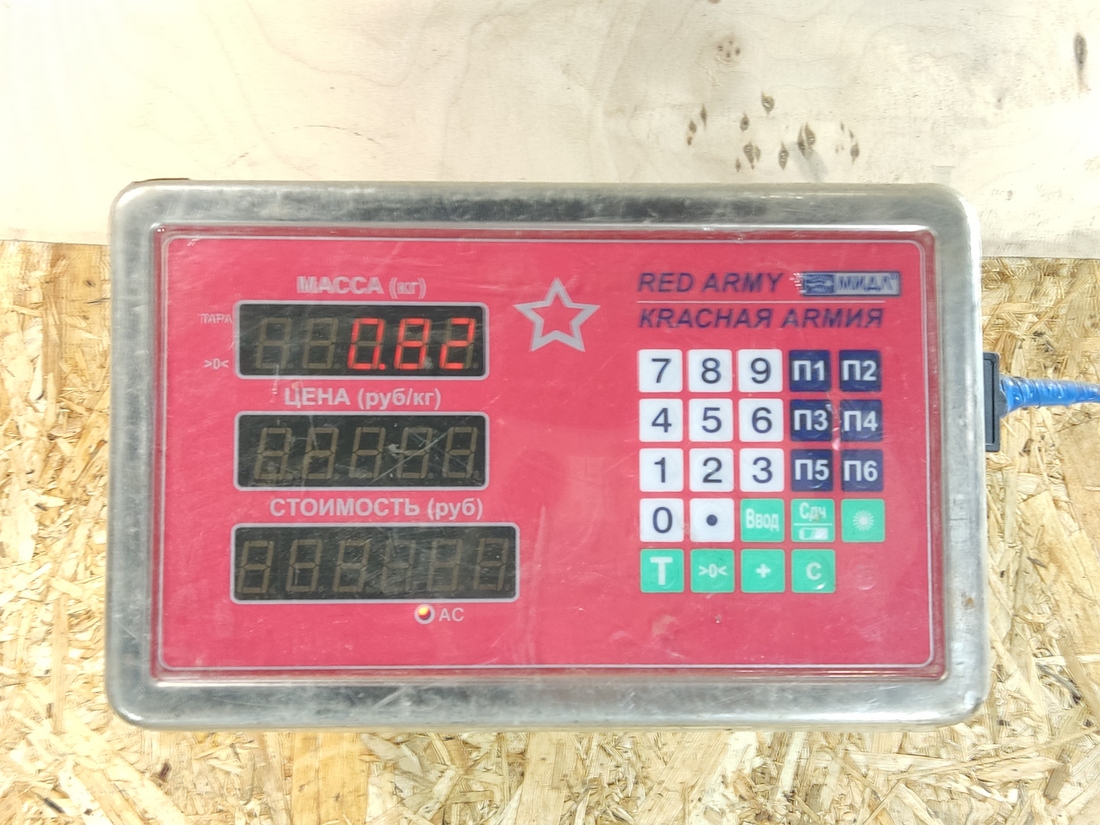 МАССА (кг)
ТАРА
0.82
>0<
ЦЕНА (руб/кг)
СТОИМОСТЬ (руб)
AC
RED ARMY МИДЛ
KRACHAЯ ARMИЯ
7 8 9 П1 П2
4 5 6 П3 П4
1 2 3 П5 П6
0 • Ввод Сдч
T >0< + C